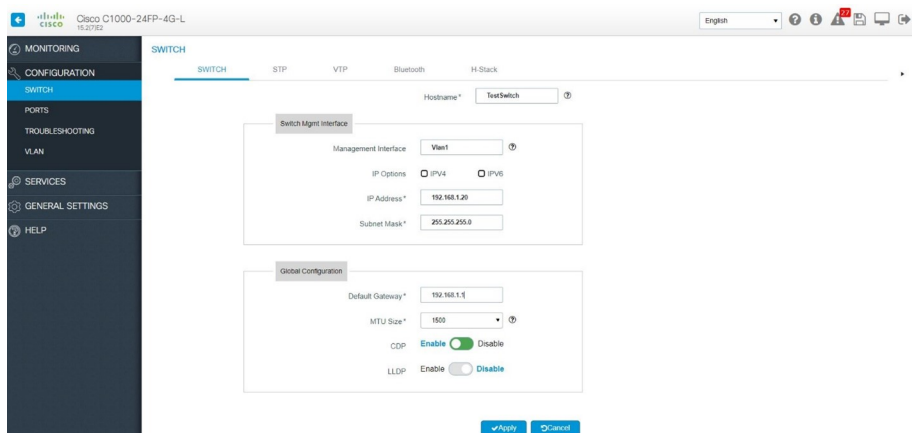 CISCO
Cisco C1000-24FP-4G-L
15.2(7)E2
English
27
MONITORING
CONFIGURATION
SWITCH
PORTS
TROUBLESHOOTING
VLAN
SERVICES
GENERAL SETTINGS
HELP
SWITCH
SWITCH STP VTP Bluetooth H-Stack
Hostname* TestSwitch
Switch Mgmt Interface
Management Interface Vlan1
IP Options IPV4 IPV6
IP Address* 192.168.1.20
Subnet Mask* 255.255.255.0
Global Configuration
Default Gateway* 192.168.1.1
MTU Size* 1500
CDP Enable Disable
LLDP Enable Disable
Apply Cancel